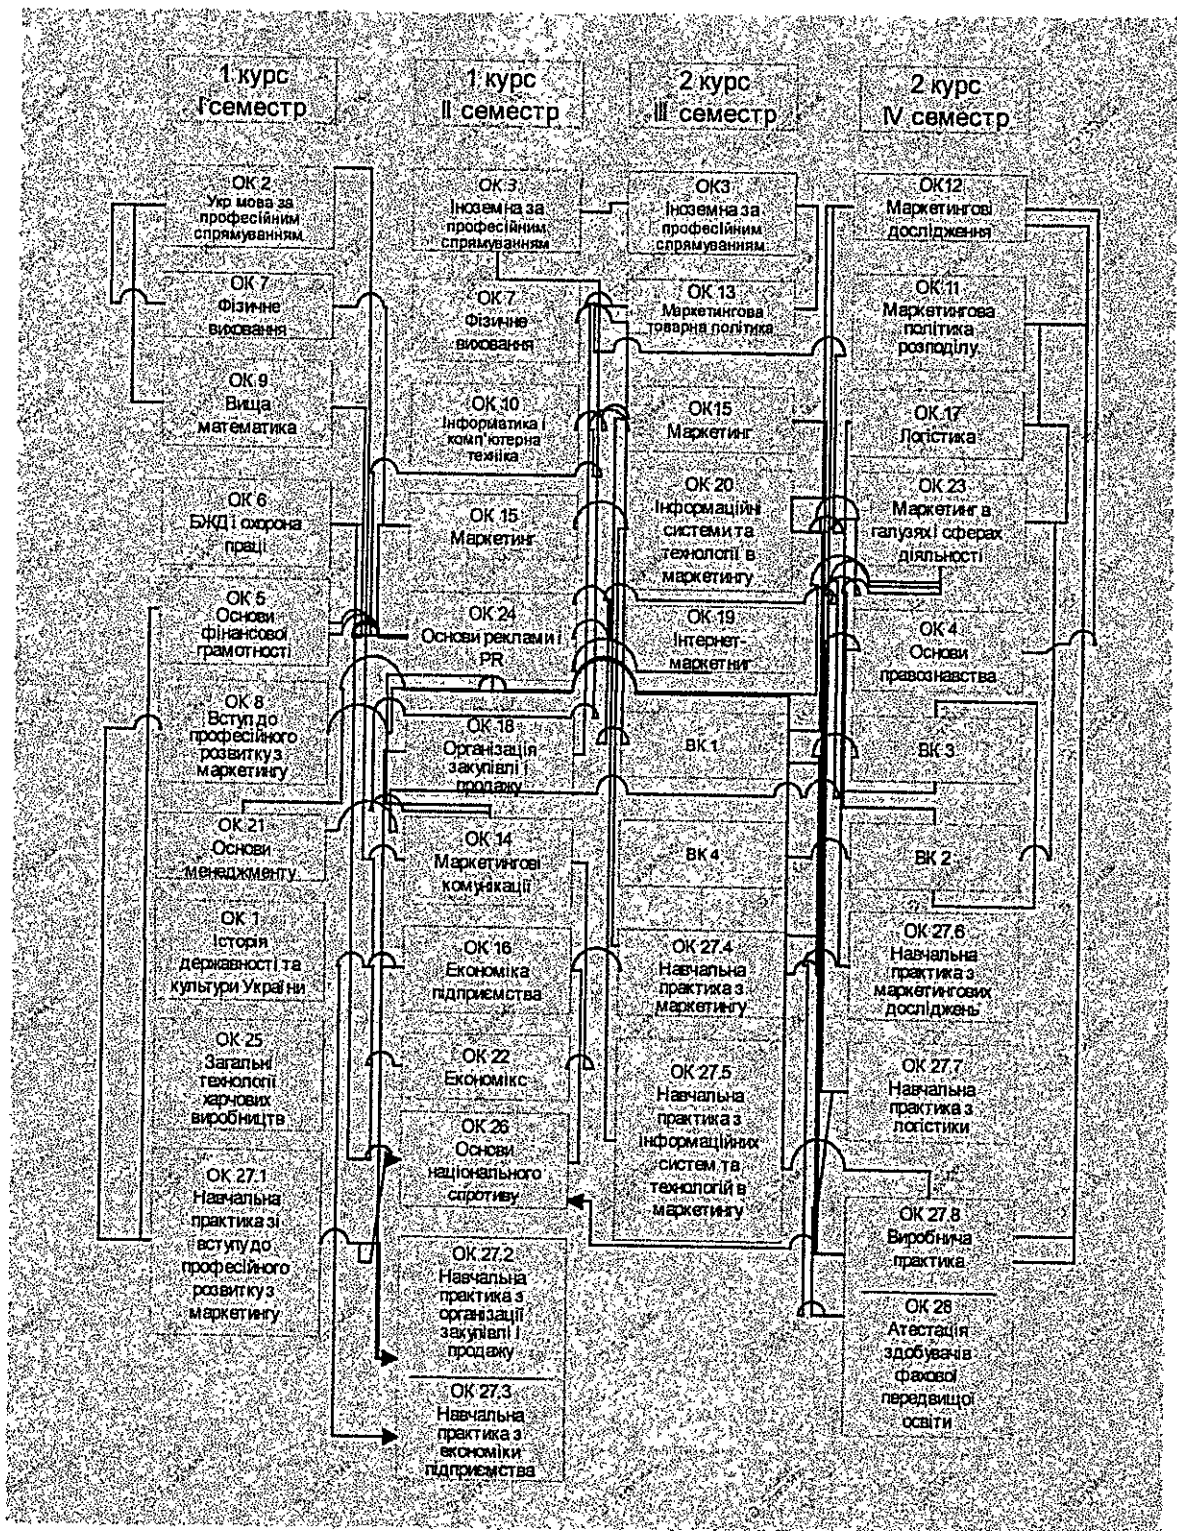 1 курс
І семестр
ОК 2
Укр мова за
професійним
спрямуванням
ОК 7
Фізичне
виховання
ОК 9
Вища
математика
ОК 6
БЖД і охорона
праці
ОК 5
Основи
фінансової
грамотності
ОК 8
Вступ до
професійного
розвитку з
маркетингу
ОК 21
Основи
менеджменту
ОК 1
Історія
державності та
культури України
ОК 25
Загальні
технології
харчових
виробництв
ОК 27.1
Навчальна
практика зі
вступу до
професійного
розвитку з
маркетингу
1 курс
ІІ семестр
ОК 3
Іноземна за
професійним
спрямуванням
ОК 7
Фізичне
виховання
ОК 10
Інформатика і
комп'ютерна
техніка
ОК 15
Маркетинг
ОК 24
Основи реклами і
PR
ОК 18
Організація
закупівлі і
продажу
ОК 14
Маркетингові
комунікації
ОК 16
Економіка
підприємства
ОК 22
Економікс
ОК 26
Основи
національного
спротиву
ОК 27.2
Навчальна
практика з
організації
закупівлі і
продажу
ОК 27.3
Навчальна
практика з
економіки
підприємства
2 курс
ІІІ семестр
ОК3
Іноземна за
професійним
спрямуванням
ОК 13
Маркетингова
товарна політика
ОК15
Маркетинг
ОК 20
Інформаційні
системи та
технології в
маркетингу
ОК 19
Інтернет-
маркетниг
ВК 1
ВК 4
ОК 27.4
Навчальна
практика з
маркетингу
ОК 27.5
Навчальна
практика з
інформаційних
систем та
технологій в
маркетингу
2 курс
IV семестр
ОК12
Маркетингові
дослідження
ОК 11
Маркетингова
політика
розподілу
ОК 17
Логістика
ОК 23
Маркетинг в
галузях і сферах
діяльності
ОК 4
Основи
правознавства
ВК 3
ВК 2
ОК 27.6
Навчальна
практика з
маркетингових
досліджень
ОК 27.7
Навчальна
практика з
логістики
ОК 27.8
Виробнича
практика
ОК 28
Атестація
здобувачів
фахової
передвищої
освіти